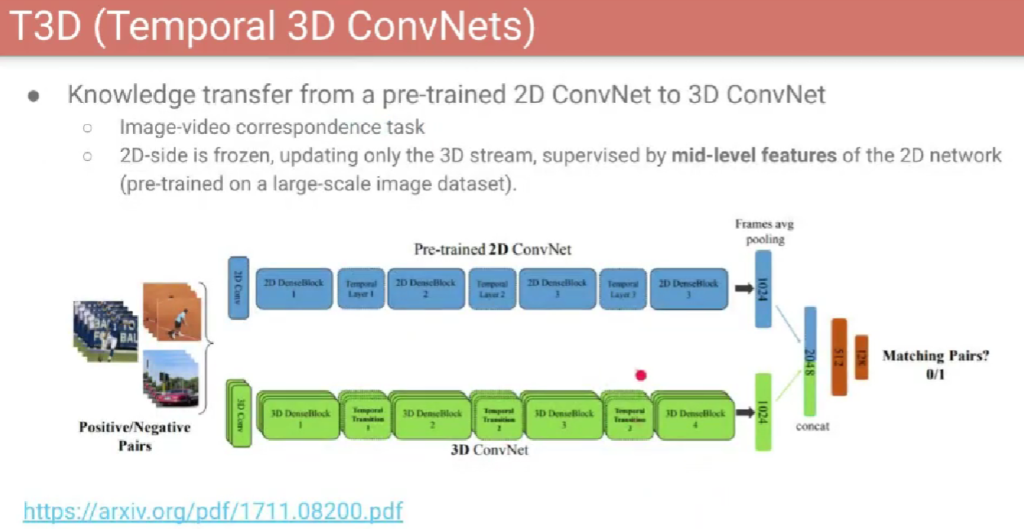 T3D (Temporal 3D ConvNets)
● Knowledge transfer from a pre-trained 2D ConvNet to 3D ConvNet
○ Image-video correspondence task
○ 2D-side is frozen, updating only the 3D stream, supervised by mid-level features of the 2D network
(pre-trained on a large-scale image dataset).
Frames avg
pooling
Pre-trained 2D ConvNet
2D Conv
2D DenseBlock
1
Temporal
Layer 1
2D DenseBlock
2
Temporal
Layer 2
2D DenseBlock
3
Temporal
Layer 3
2D DenseBlock
3
1024
3D Conv
3D DenseBlock
1
Temporal
Transition
1
3D DenseBlock
2
Temporal
Transition
2
3D DenseBlock
3
Temporal
Transition
2
3D DenseBlock
4
1024
3D ConvNet
Positive/Negative
Pairs
2048
concat
512
128
Matching Pairs?
0/1
https://arxiv.org/pdf/1711.08200.pdf